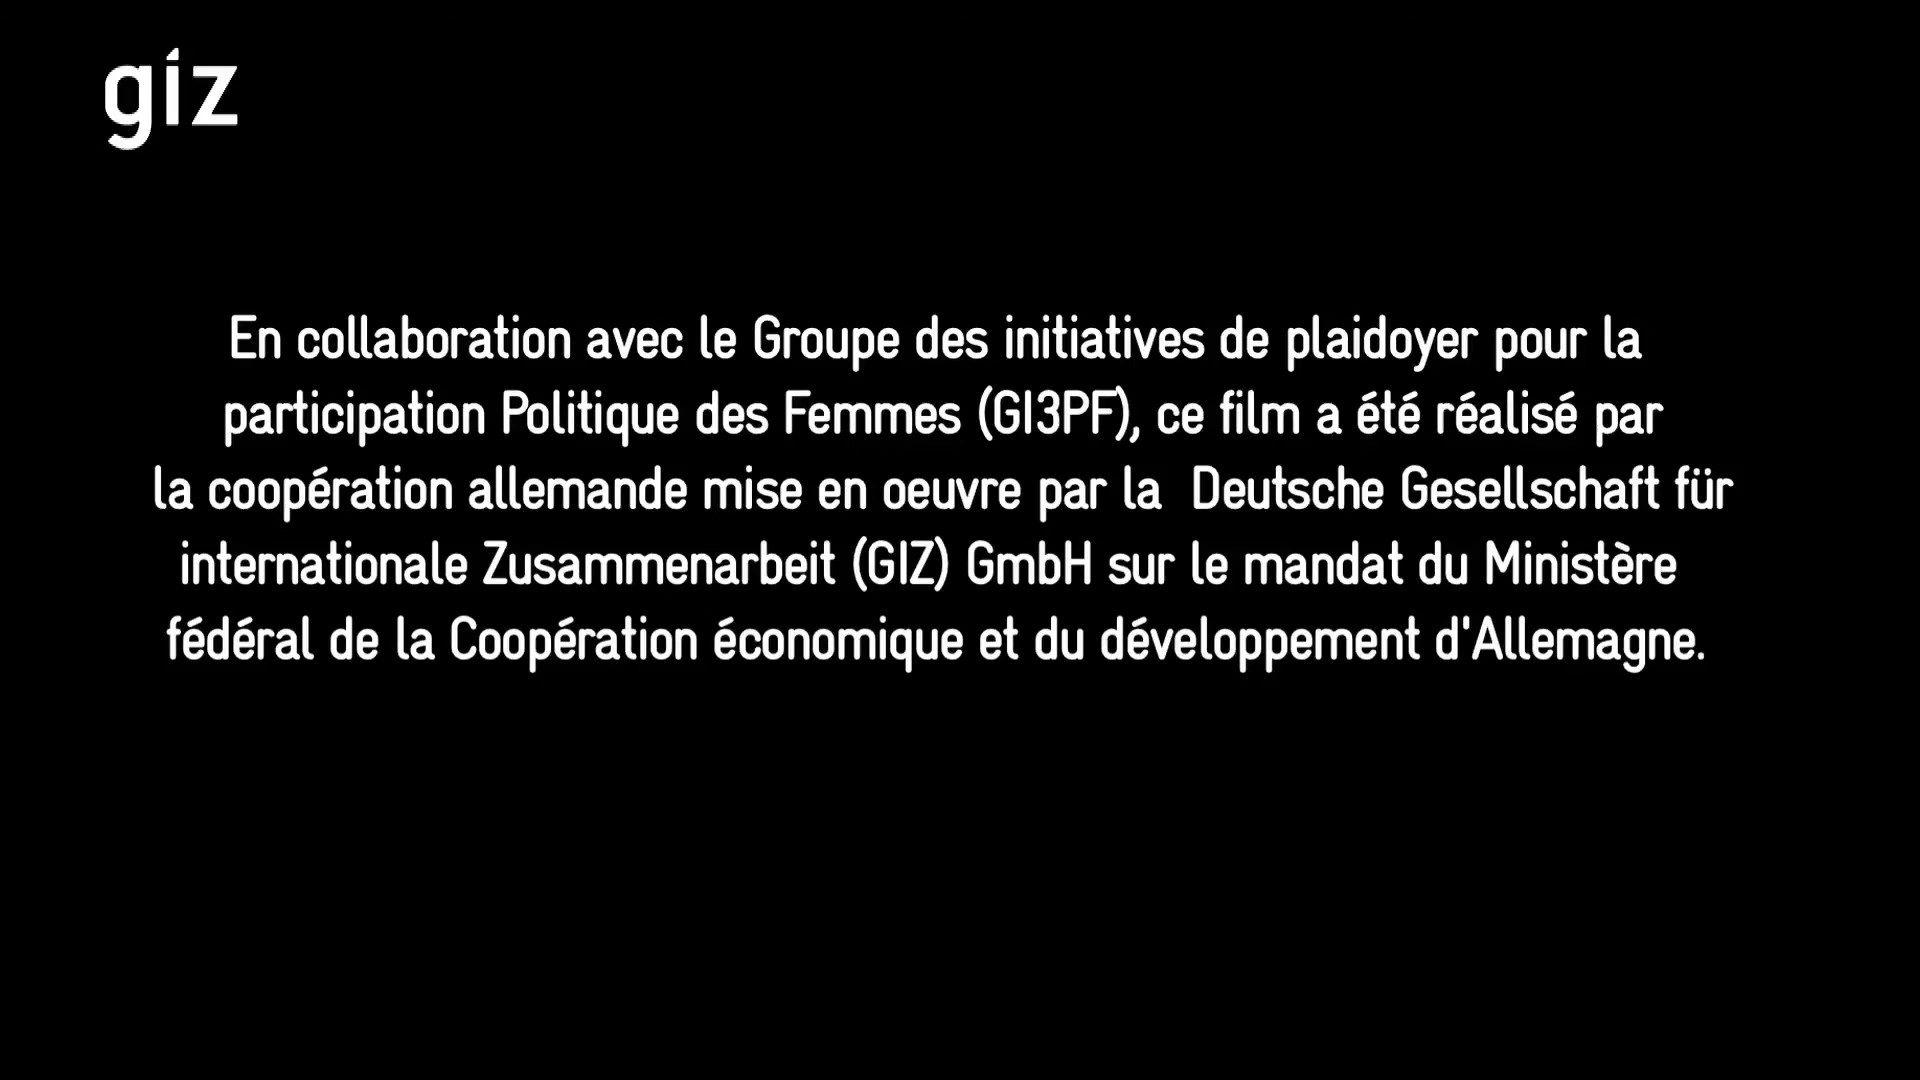 giz
En collaboration avec le Groupe des initiatives de plaidoyer pour la
participation Politique des Femmes (GI3PF), ce film a été réalisé par
la coopération allemande mise en oeuvre par la  Deutsche Gesellschaft für
internationale Zusammenarbeit (GIZ) GmbH sur le mandat du Ministère
fédéral de la Coopération économique et du développement d'Allemagne.